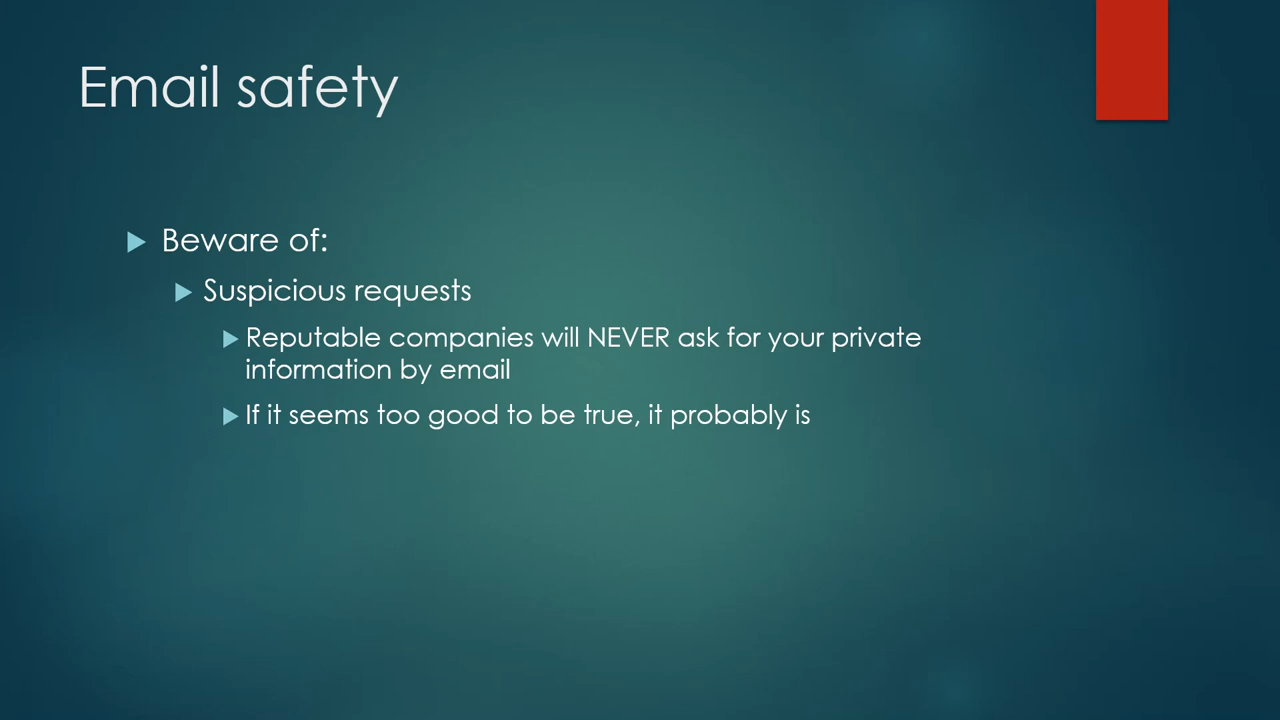 Email safety
Beware of:
Suspicious requests
Reputable companies will NEVER ask for your private
information by email
If it seems too good to be true, it probably is